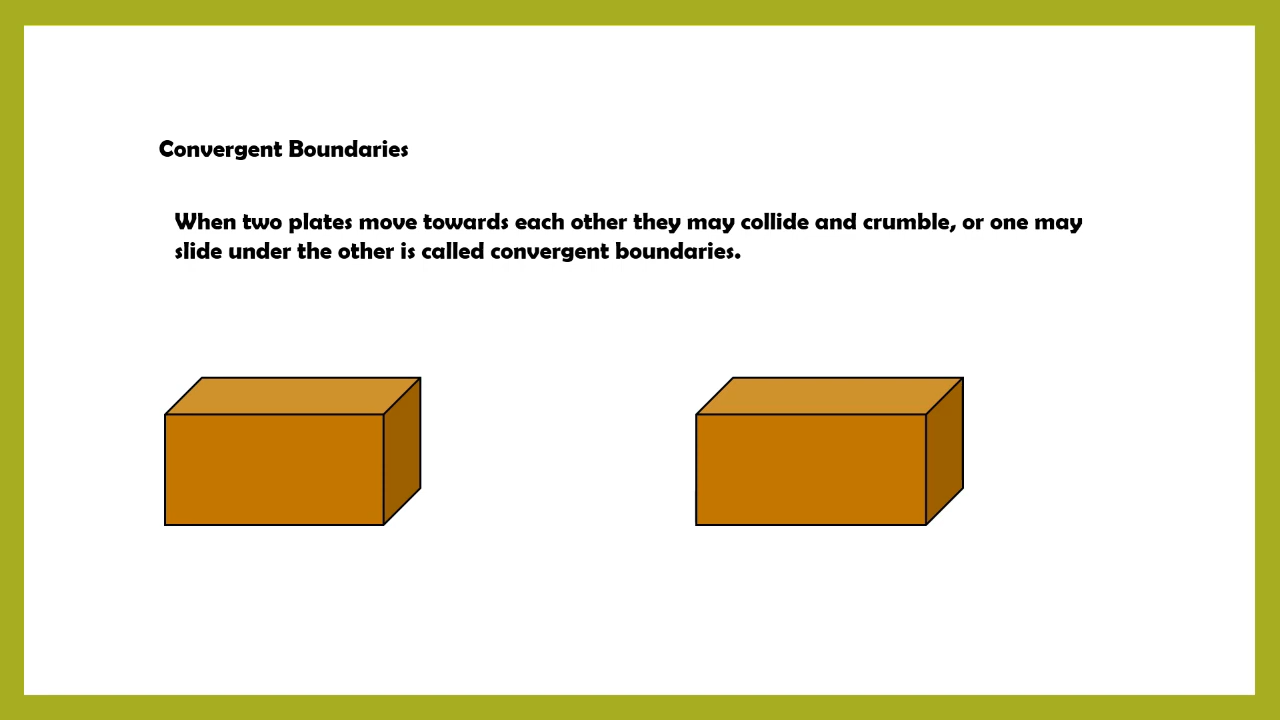 Convergent Boundaries
When two plates move towards each other they may collide and crumble, or one may
slide under the other is called convergent boundaries.